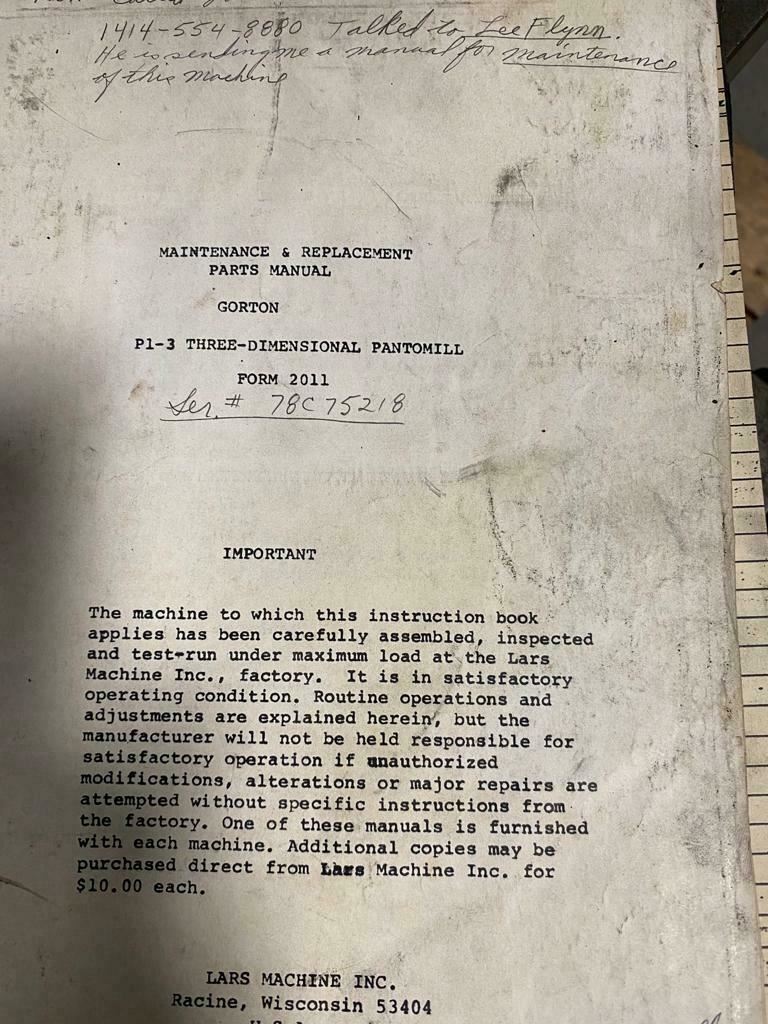 1414-554-8880 Talked to Lee Flynn.
He is sending me a manual for maintenance
of this machine
MAINTENANCE & REPLACEMENT
PARTS MANUAL
GORTON
P1-3 THREE-DIMENSIONAL PANTOMILL
FORM 2011
Ser. # 78C75218
IMPORTANT
The machine to which this instruction book
applies has been carefully assembled, inspected
and test-run under maximum load at the Lars
Machine Inc., factory. It is in satisfactory
operating condition. Routine operations and
adjustments are explained herein, but the
manufacturer will not be held responsible for
satisfactory operation if unauthorized
modifications, alterations or major repairs are
attempted without specific instructions from
the factory. One of these manuals is furnished
with each machine. Additional copies may be
purchased direct from Lars Machine Inc. for
$10.00 each.
LARS MACHINE INC.
Racine, Wisconsin 53404